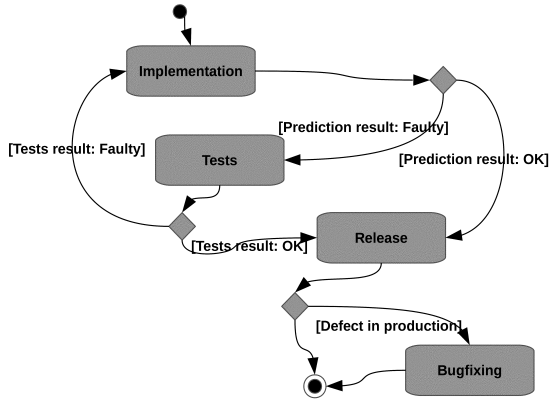 Implementation
[Prediction result: Faulty]
[Tests result: Faulty]
Tests
[Prediction result: OK]
[Tests result: OK]
Release
[Defect in production]
Bugfixing